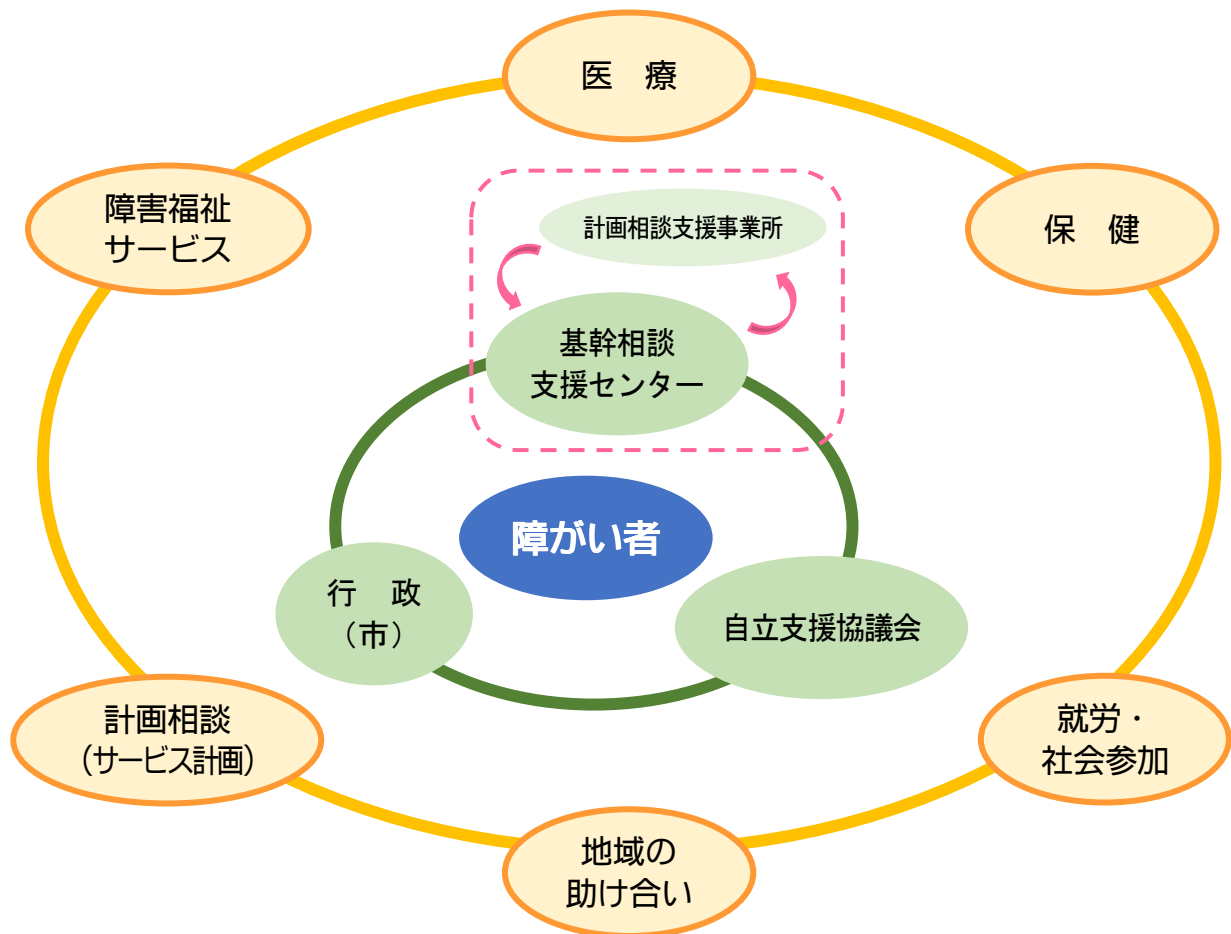 医　療
障害福祉
サービス
計画相談支援事業所
保　健
基幹相談
支援センター
障がい者
行　政
（市）
自立支援協議会
計画相談
（サービス計画）
就労・
社会参加
地域の
助け合い